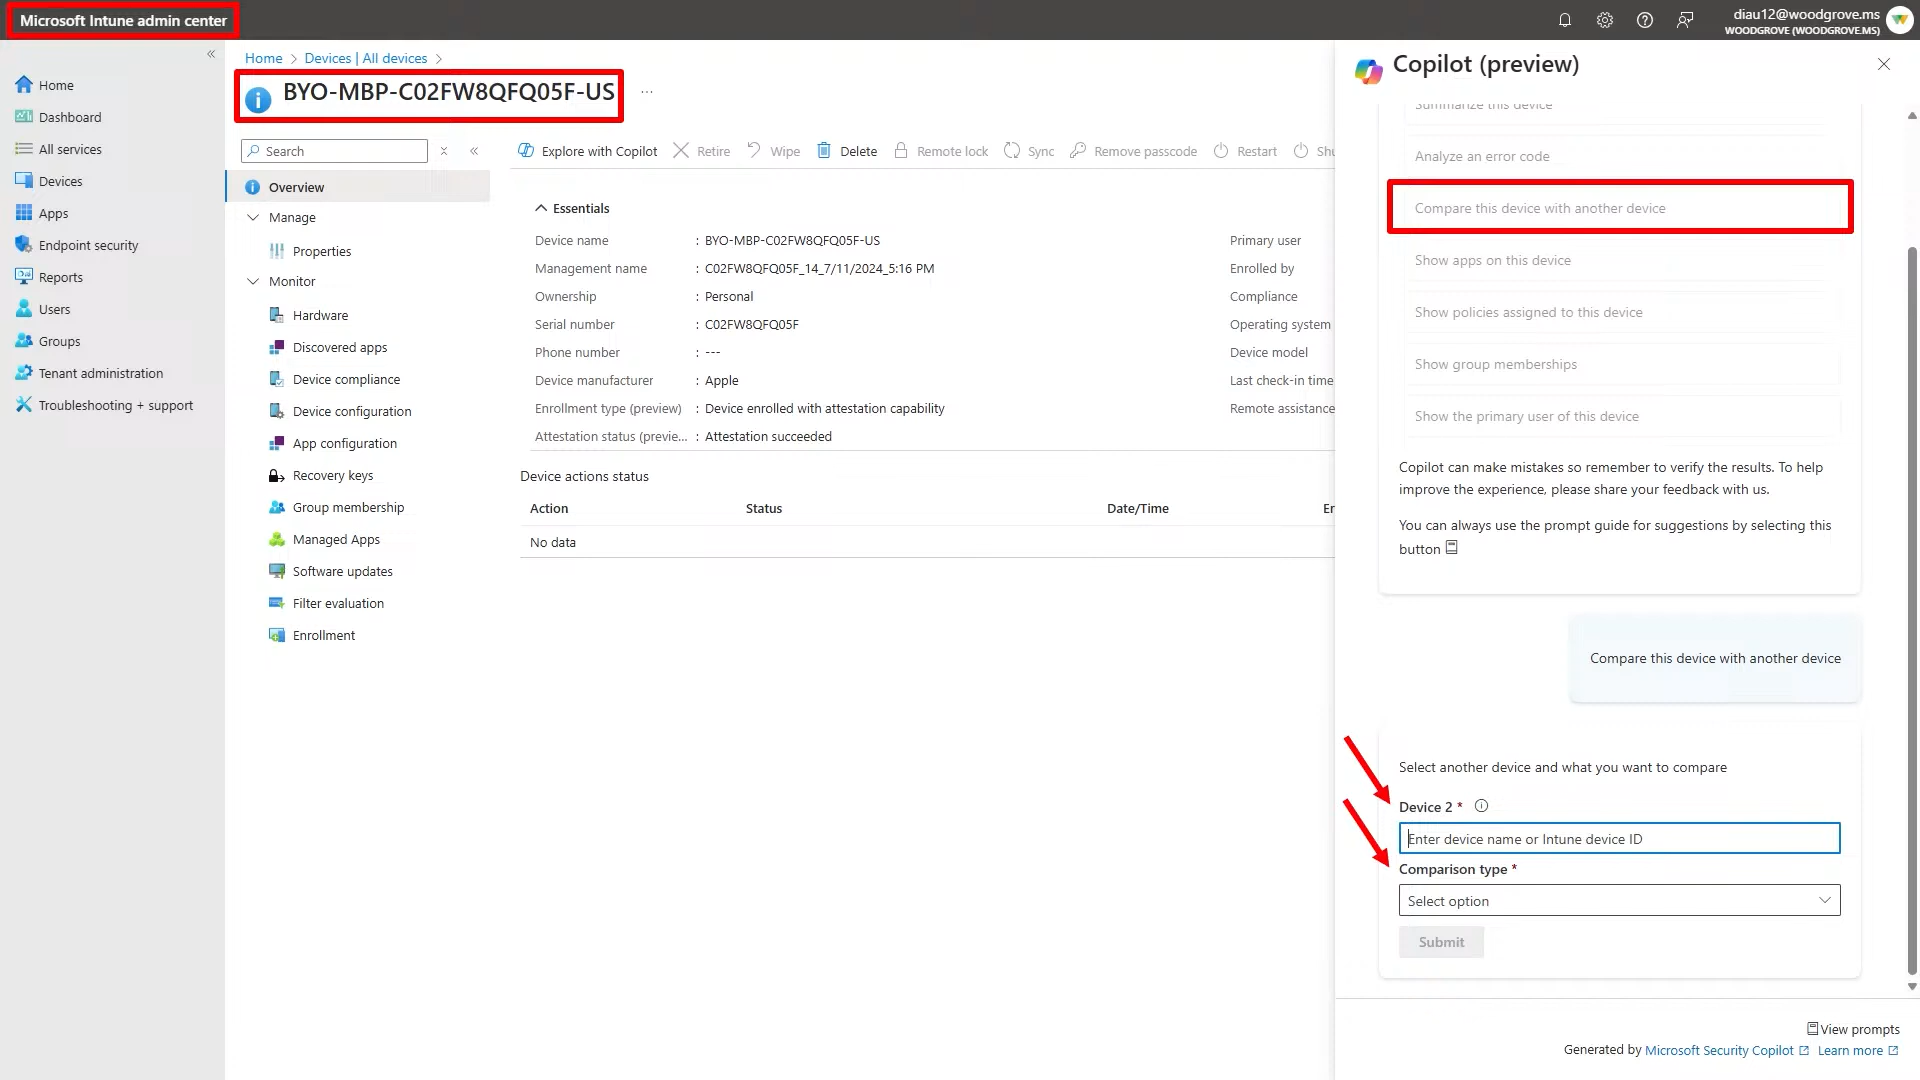 Microsoft Intune admin center
diau12@woodgrove.ms
WOODGROVE (WOODGROVE.MS)
Home
Dashboard
All services
Devices
Apps
Endpoint security
Reports
Users
Groups
Tenant administration
Troubleshooting + support
Home > Devices | All devices >
BYO-MBP-C02FW8QFQ05F-US
...
Search
Overview
Manage
Properties
Monitor
Hardware
Discovered apps
Device compliance
Device configuration
App configuration
Recovery keys
Group membership
Managed Apps
Software updates
Filter evaluation
Enrollment
Explore with Copilot Retire Wipe Delete Remote lock Sync Remove passcode Restart Shu
Essentials
Device name : BYO-MBP-C02FW8QFQ05F-US
Management name : C02FW8QFQ05F_14_7/11/2024_5:16 PM
Ownership : Personal
Serial number : C02FW8QFQ05F
Phone number : ---
Device manufacturer : Apple
Enrollment type (preview) : Device enrolled with attestation capability
Attestation status (previe... : Attestation succeeded
Primary user
Enrolled by
Compliance
Operating system
Device model
Last check-in time
Remote assistance
Device actions status
Action Status Date/Time Er
No data
Copilot (preview)
Summarize this device
Analyze an error code
Compare this device with another device
Show apps on this device
Show policies assigned to this device
Show group memberships
Show the primary user of this device
Copilot can make mistakes so remember to verify the results. To help
improve the experience, please share your feedback with us.
You can always use the prompt guide for suggestions by selecting this
button
Compare this device with another device
Select another device and what you want to compare
Device 2 *
Enter device name or Intune device ID
Comparison type *
Select option
Submit
View prompts
Generated by Microsoft Security Copilot Learn more